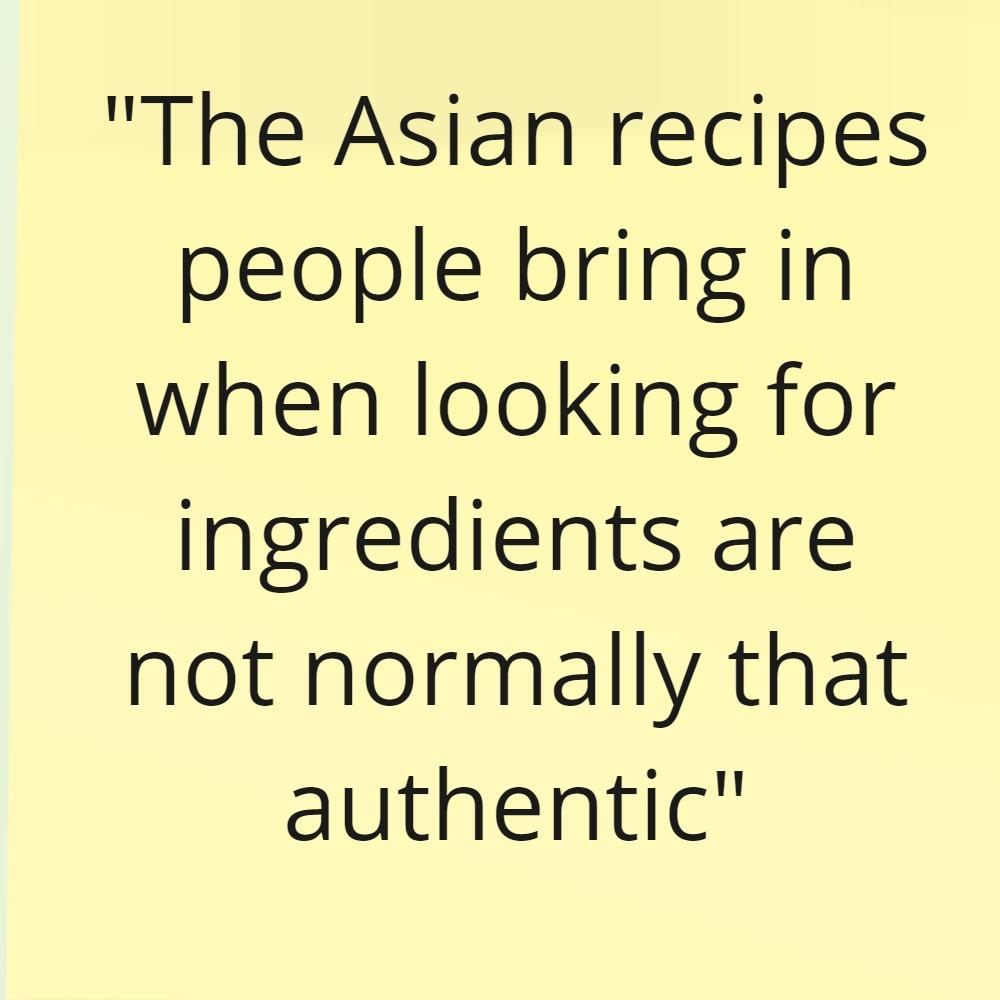 "The Asian recipes
people bring in
when looking for
ingredients are
not normally that
authentic"